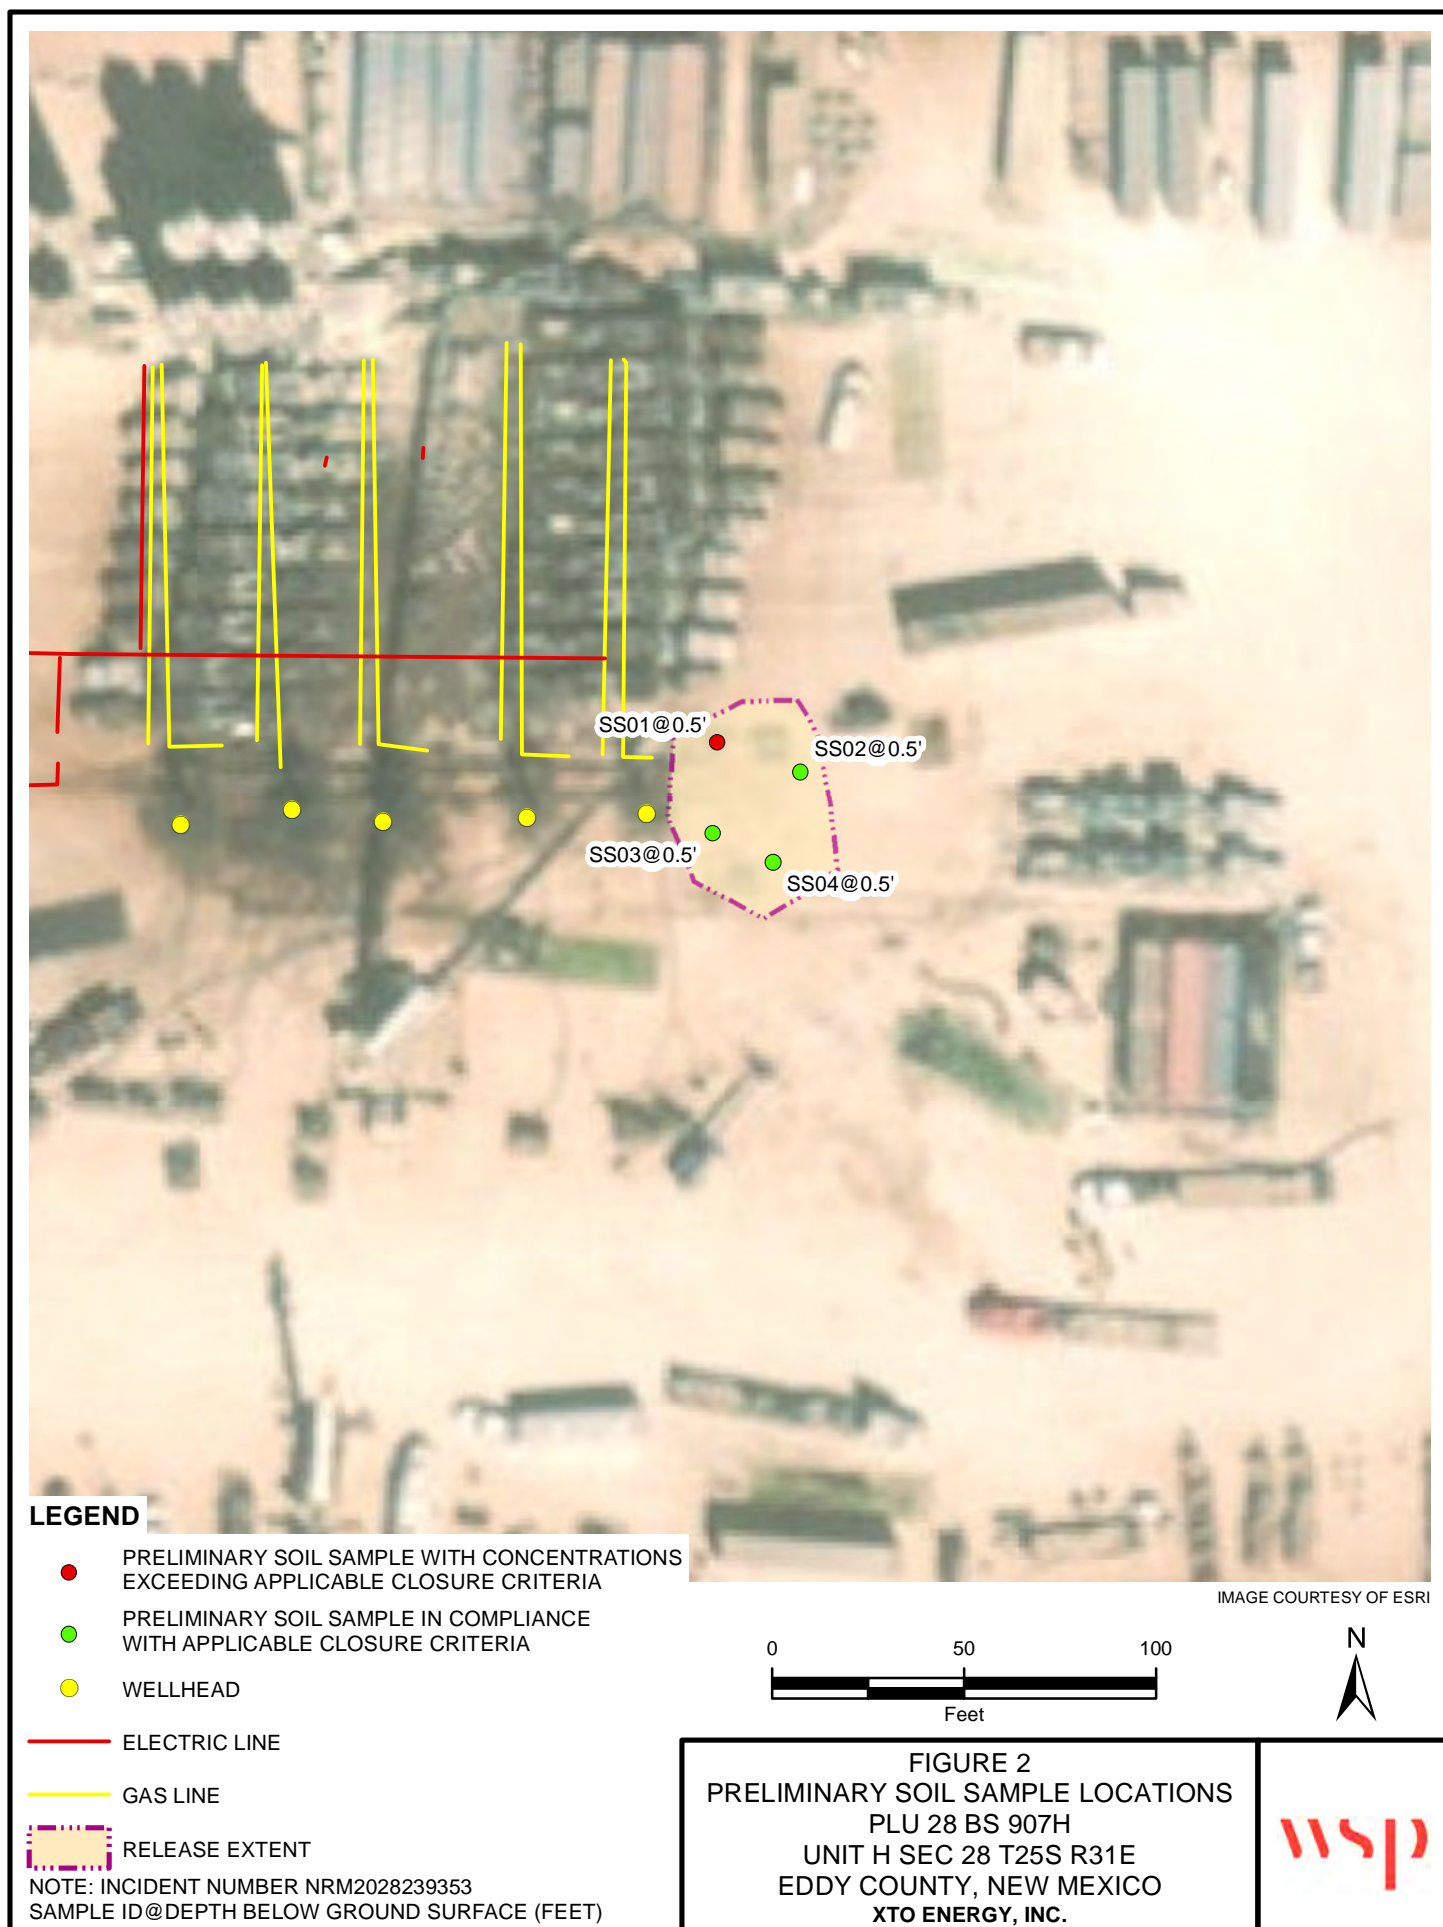 SS01@0.5'
SS02@0.5'
SS03@0.5'
SS04@0.5'
LEGEND
PRELIMINARY SOIL SAMPLE WITH CONCENTRATIONS
EXCEEDING APPLICABLE CLOSURE CRITERIA
PRELIMINARY SOIL SAMPLE IN COMPLIANCE
WITH APPLICABLE CLOSURE CRITERIA
WELLHEAD
ELECTRIC LINE
GAS LINE
RELEASE EXTENT
NOTE: INCIDENT NUMBER NRM2028239353
SAMPLE ID@DEPTH BELOW GROUND SURFACE (FEET)
IMAGE COURTESY OF ESRI
0 50 100
Feet
N
FIGURE 2
PRELIMINARY SOIL SAMPLE LOCATIONS
PLU 28 BS 907H
UNIT H SEC 28 T25S R31E
EDDY COUNTY, NEW MEXICO
XTO ENERGY, INC.
wsp